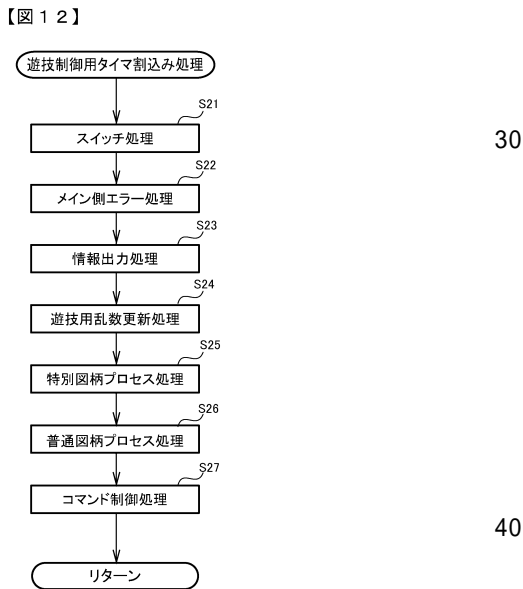 【図１２】
遊技制御用タイマ割込み処理
S21
スイッチ処理
30
S22
メイン側エラー処理
S23
情報出力処理
S24
遊技用乱数更新処理
S25
特別図柄プロセス処理
S26
普通図柄プロセス処理
S27
コマンド制御処理
40
リターン